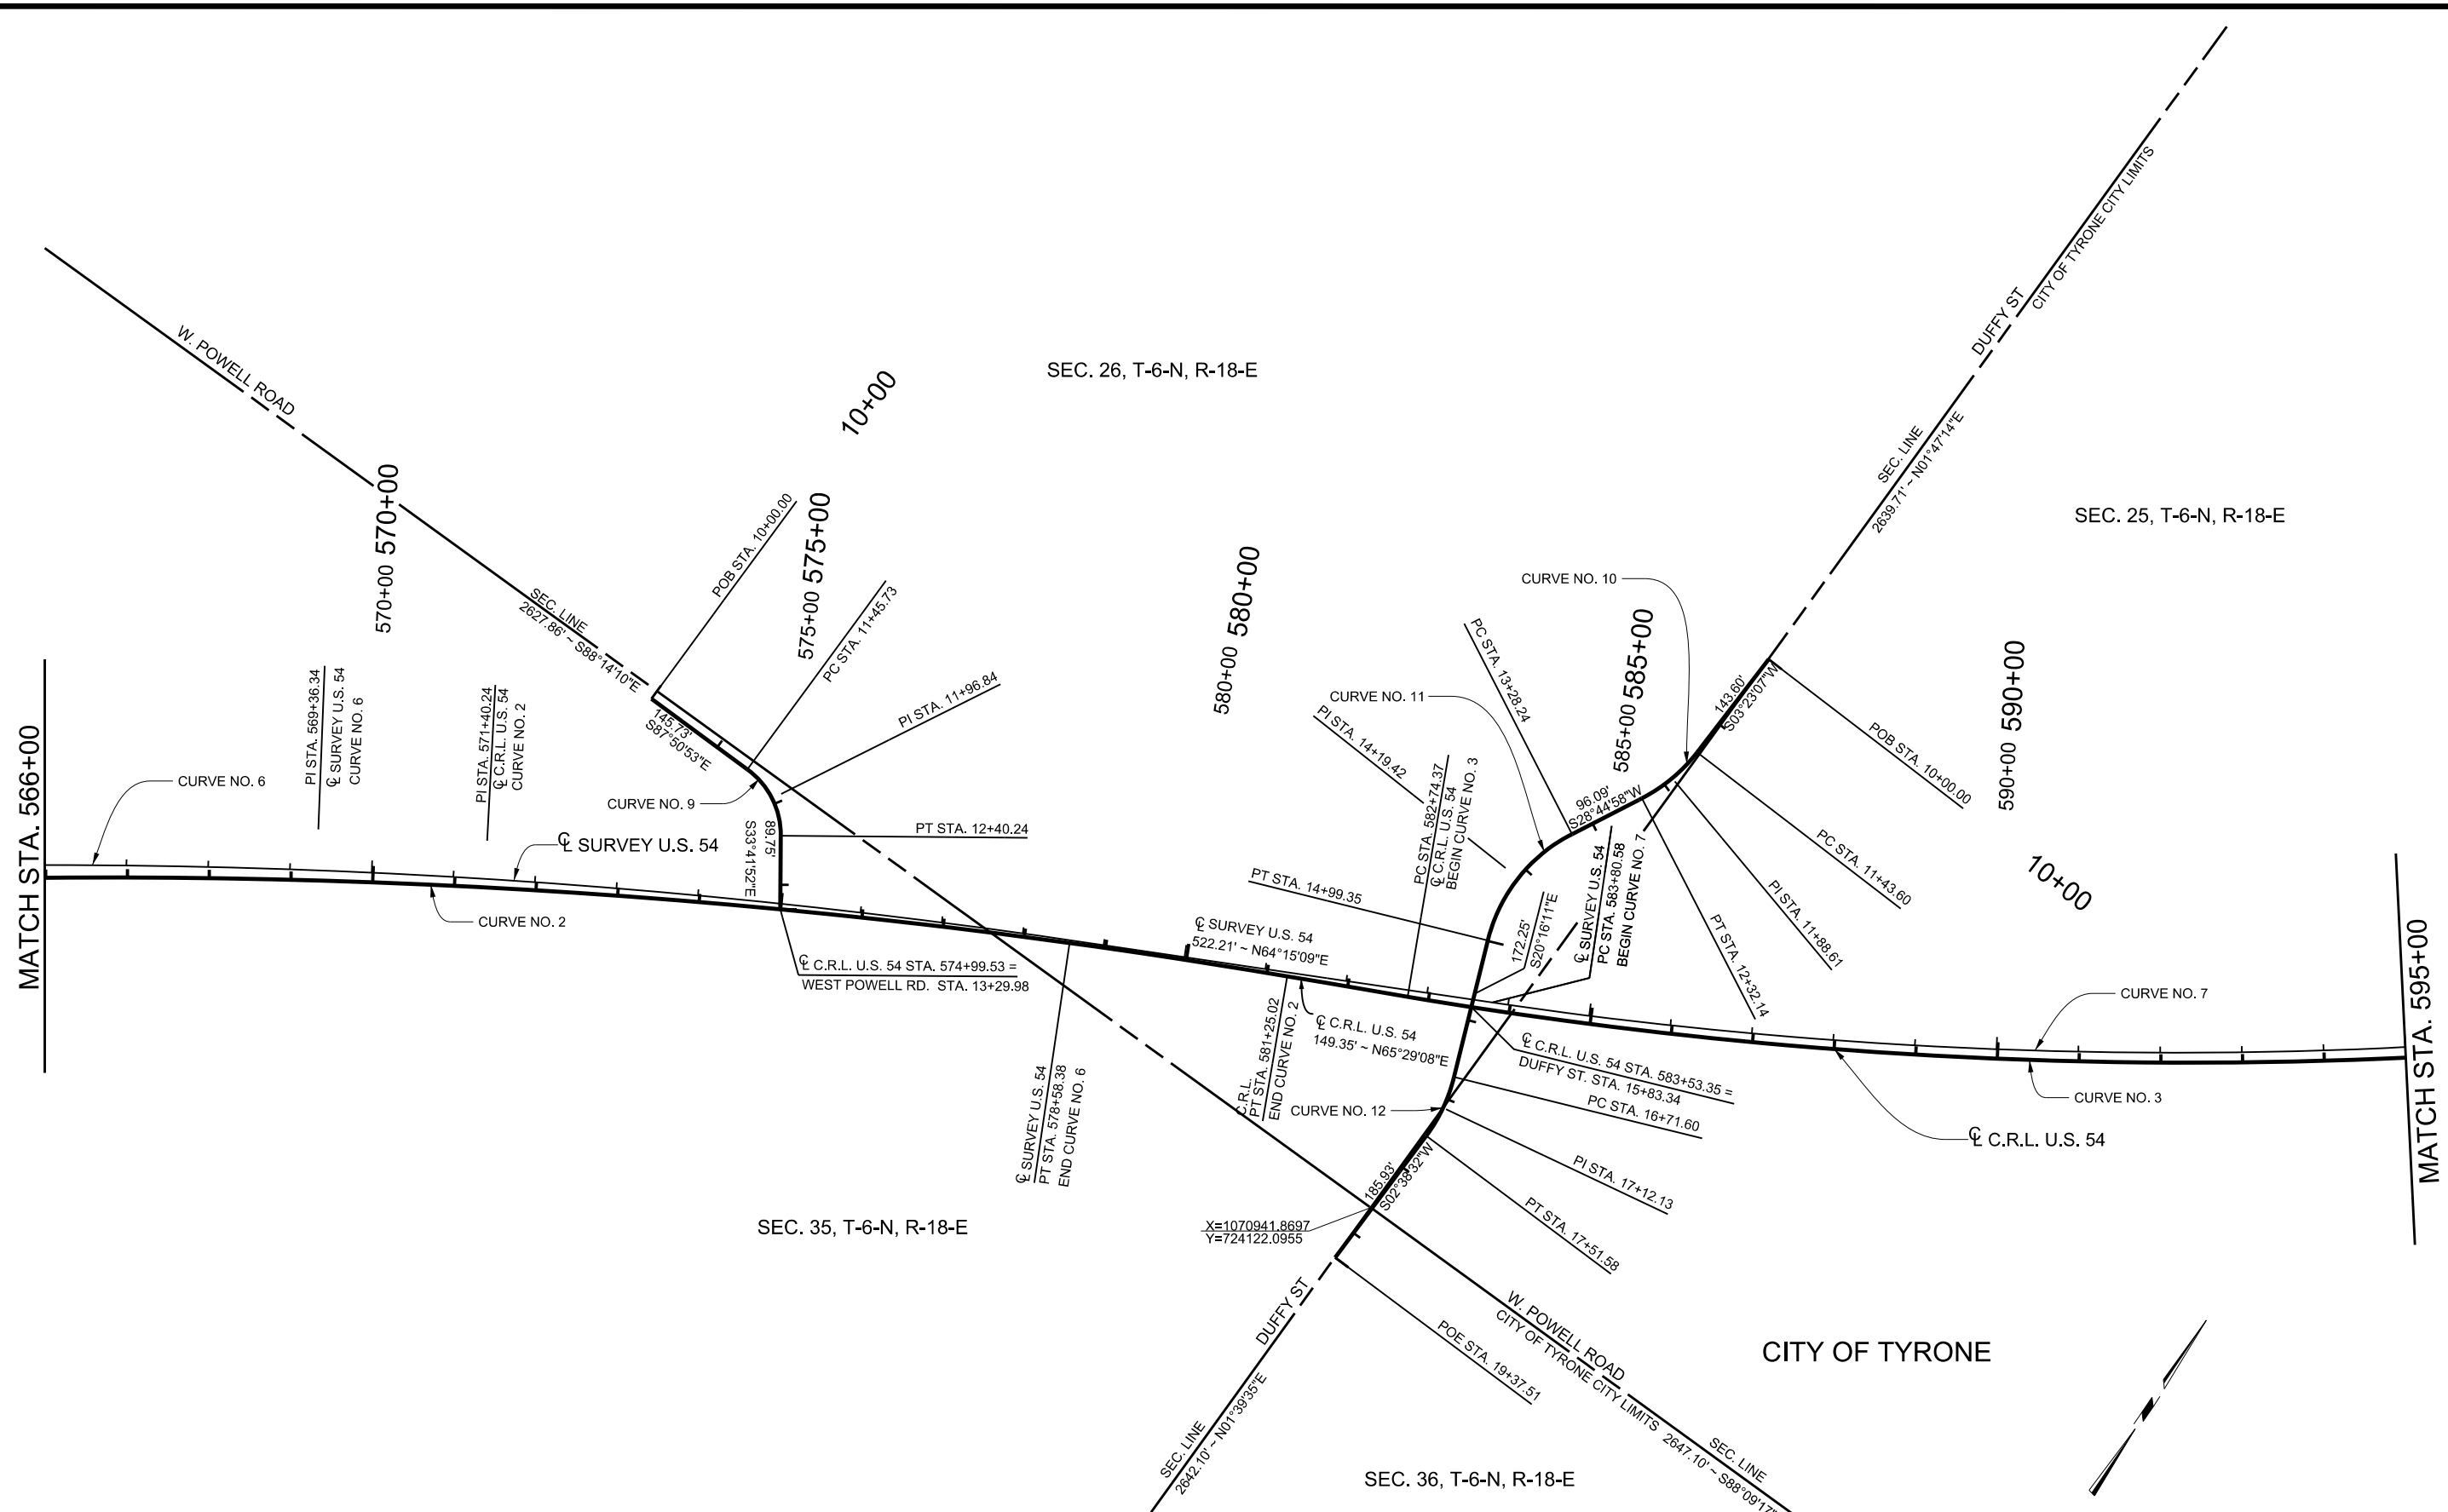 W. POWELL ROAD
SEC. 26, T-6-N, R-18-E
10+00
DUFFY ST
CITY OF TYRONE CITY LIMITS
SEC. LINE
2639.71' ~ N01°47'14"E
SEC. 25, T-6-N, R-18-E
570+00 570+00
575+00 575+00
580+00 580+00
585+00 585+00
590+00 590+00
SEC. LINE
2627.86' ~ S88°14'10"E
POB STA. 10+00.00
PC STA. 11+45.73
PI STA. 11+96.84
PT STA. 12+40.24
145.73'
S87°50'53"E
CURVE NO. 9
89.75'
S33°41'52"E
MATCH STA. 566+00
CURVE NO. 6
PI STA. 569+36.34
℄ SURVEY U.S. 54
CURVE NO. 6
PI STA. 571+40.24
℄ C.R.L. U.S. 54
CURVE NO. 2
℄ SURVEY U.S. 54
CURVE NO. 2
℄ C.R.L. U.S. 54 STA. 574+99.53 =
WEST POWELL RD. STA. 13+29.98
℄ SURVEY U.S. 54
522.21' ~ N64°15'09"E
℄ SURVEY U.S. 54
PT STA. 578+58.38
END CURVE NO. 6
C.R.L.
PT STA. 581+25.02
END CURVE NO. 2
℄ C.R.L. U.S. 54
149.35' ~ N65°29'08"E
PC STA. 582+74.37
℄ C.R.L. U.S. 54
BEGIN CURVE NO. 3
CURVE NO. 10
CURVE NO. 11
PC STA. 13+28.24
PI STA. 14+19.42
PT STA. 14+99.35
96.09'
S28°44'58"W
143.60'
S03°23'07"W
POB STA. 10+00.00
PC STA. 11+43.60
PI STA. 11+88.61
PT STA. 12+32.14
10+00
172.25'
S20°16'11"E
℄ SURVEY U.S. 54
PC STA. 583+80.58
BEGIN CURVE NO. 7
℄ C.R.L. U.S. 54 STA. 583+53.35 =
DUFFY ST. STA. 15+83.34
PC STA. 16+71.60
PI STA. 17+12.13
PT STA. 17+51.58
CURVE NO. 12
185.93'
S02°38'32"W
X=1070941.8697
Y=724122.0955
CURVE NO. 7
CURVE NO. 3
℄ C.R.L. U.S. 54
MATCH STA. 595+00
SEC. 35, T-6-N, R-18-E
DUFFY ST
SEC. LINE
2642.10' ~ N01°39'35"E
POE STA. 19+37.51
W. POWELL ROAD
CITY OF TYRONE CITY LIMITS
SEC. LINE
2647.10' ~ S88°09'17"
CITY OF TYRONE
SEC. 36, T-6-N, R-18-E